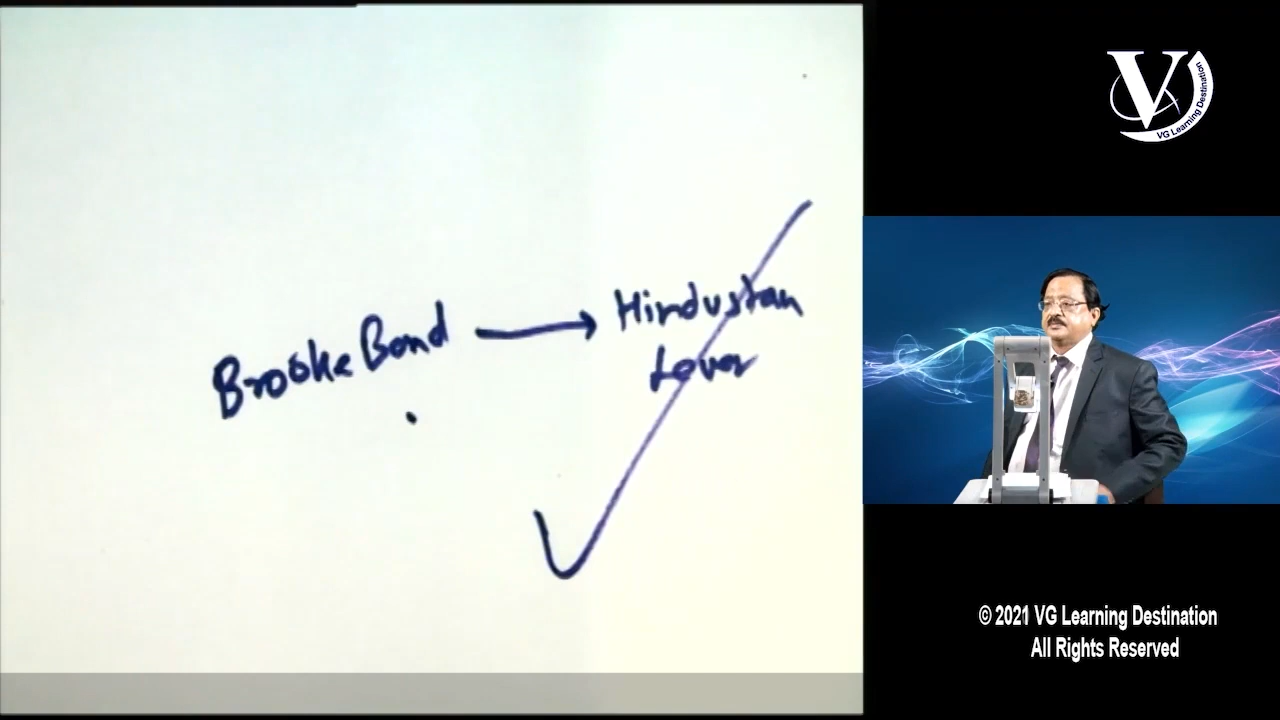 Brooke Bond → Hindustan
Lever
V
VG Learning Destination
© 2021 VG Learning Destination
All Rights Reserved